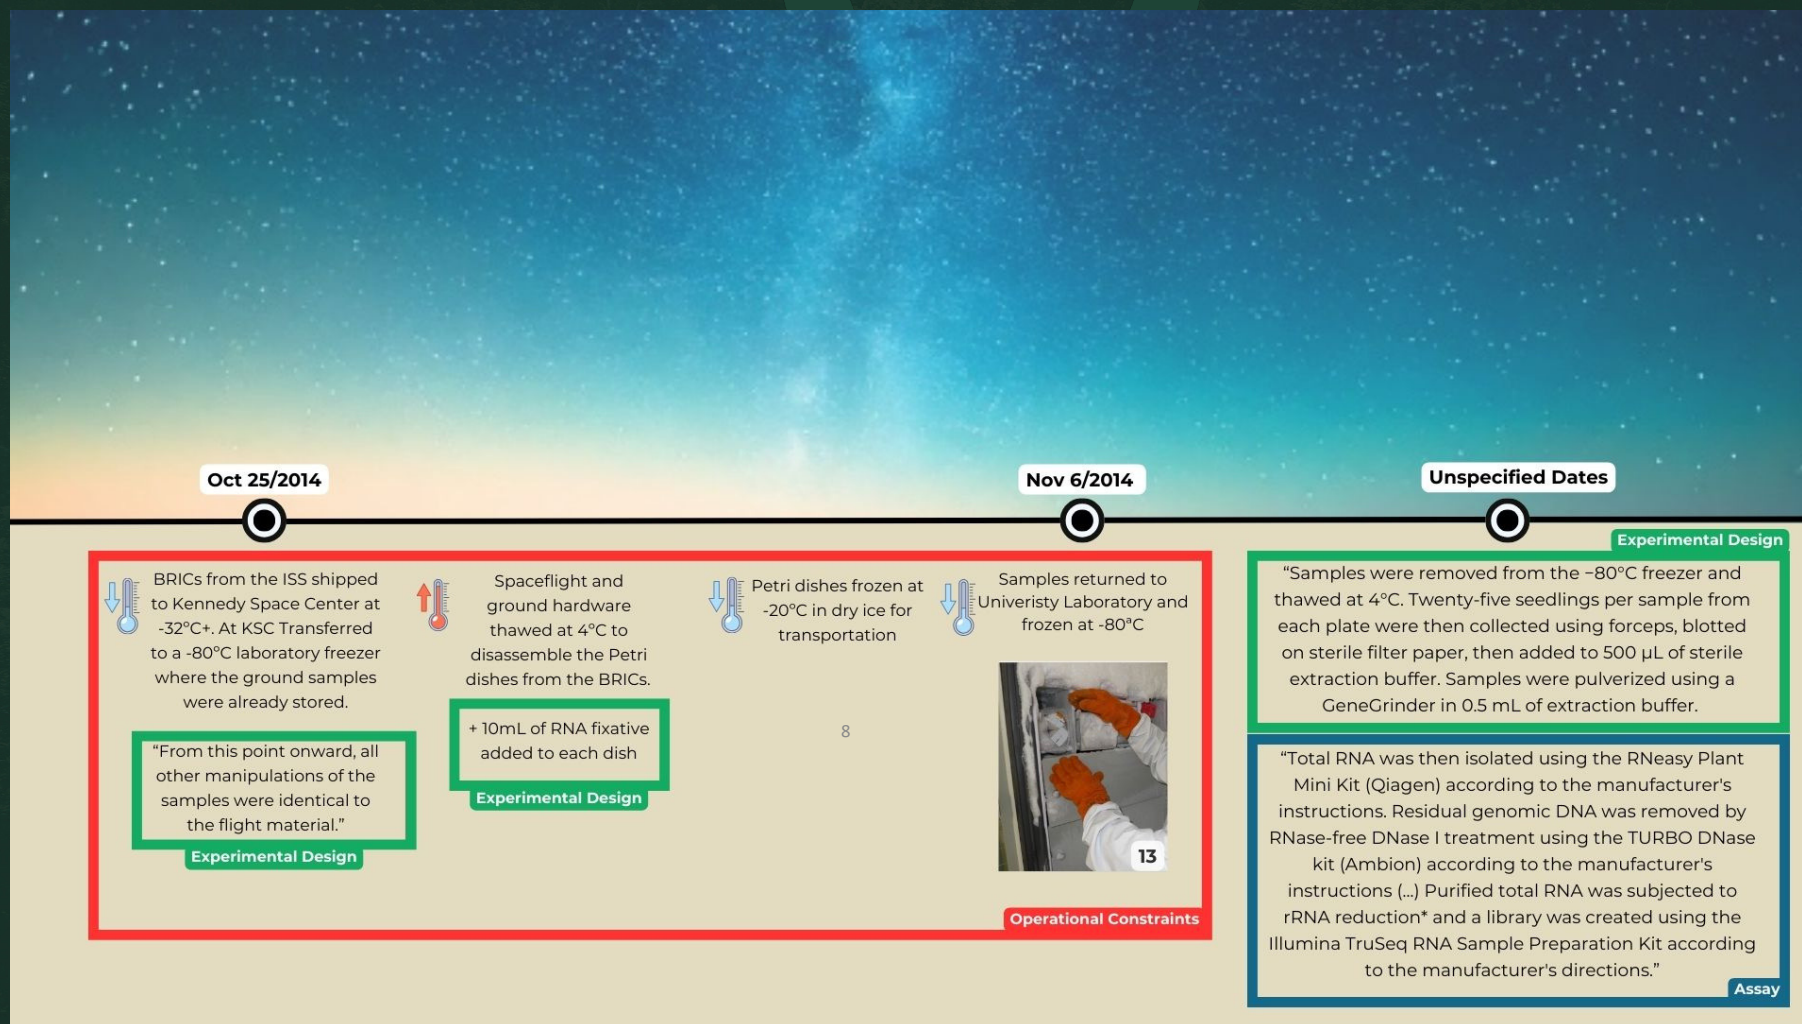 Oct 25/2014
Nov 6/2014
Unspecified Dates
BRICs from the ISS shipped
to Kennedy Space Center at
-32ºC+. At KSC Transferred
to a -80ºC laboratory freezer
where the ground samples
were already stored.
“From this point onward, all
other manipulations of the
samples were identical to
the flight material.”
Experimental Design
Spaceflight and
ground hardware
thawed at 4ºC to
disassemble the Petri
dishes from the BRICs.
+ 10mL of RNA fixative
added to each dish
Experimental Design
Petri dishes frozen at
-20ºC in dry ice for
transportation
8
Samples returned to
Univeristy Laboratory and
frozen at -80ªC
13
Operational Constraints
Experimental Design
“Samples were removed from the −80°C freezer and
thawed at 4°C. Twenty-five seedlings per sample from
each plate were then collected using forceps, blotted
on sterile filter paper, then added to 500 µL of sterile
extraction buffer. Samples were pulverized using a
GeneGrinder in 0.5 mL of extraction buffer.
“Total RNA was then isolated using the RNeasy Plant
Mini Kit (Qiagen) according to the manufacturer's
instructions. Residual genomic DNA was removed by
RNase-free DNase I treatment using the TURBO DNase
kit (Ambion) according to the manufacturer's
instructions (...) Purified total RNA was subjected to
rRNA reduction* and a library was created using the
Illumina TruSeq RNA Sample Preparation Kit according
to the manufacturer's directions.”
Assay